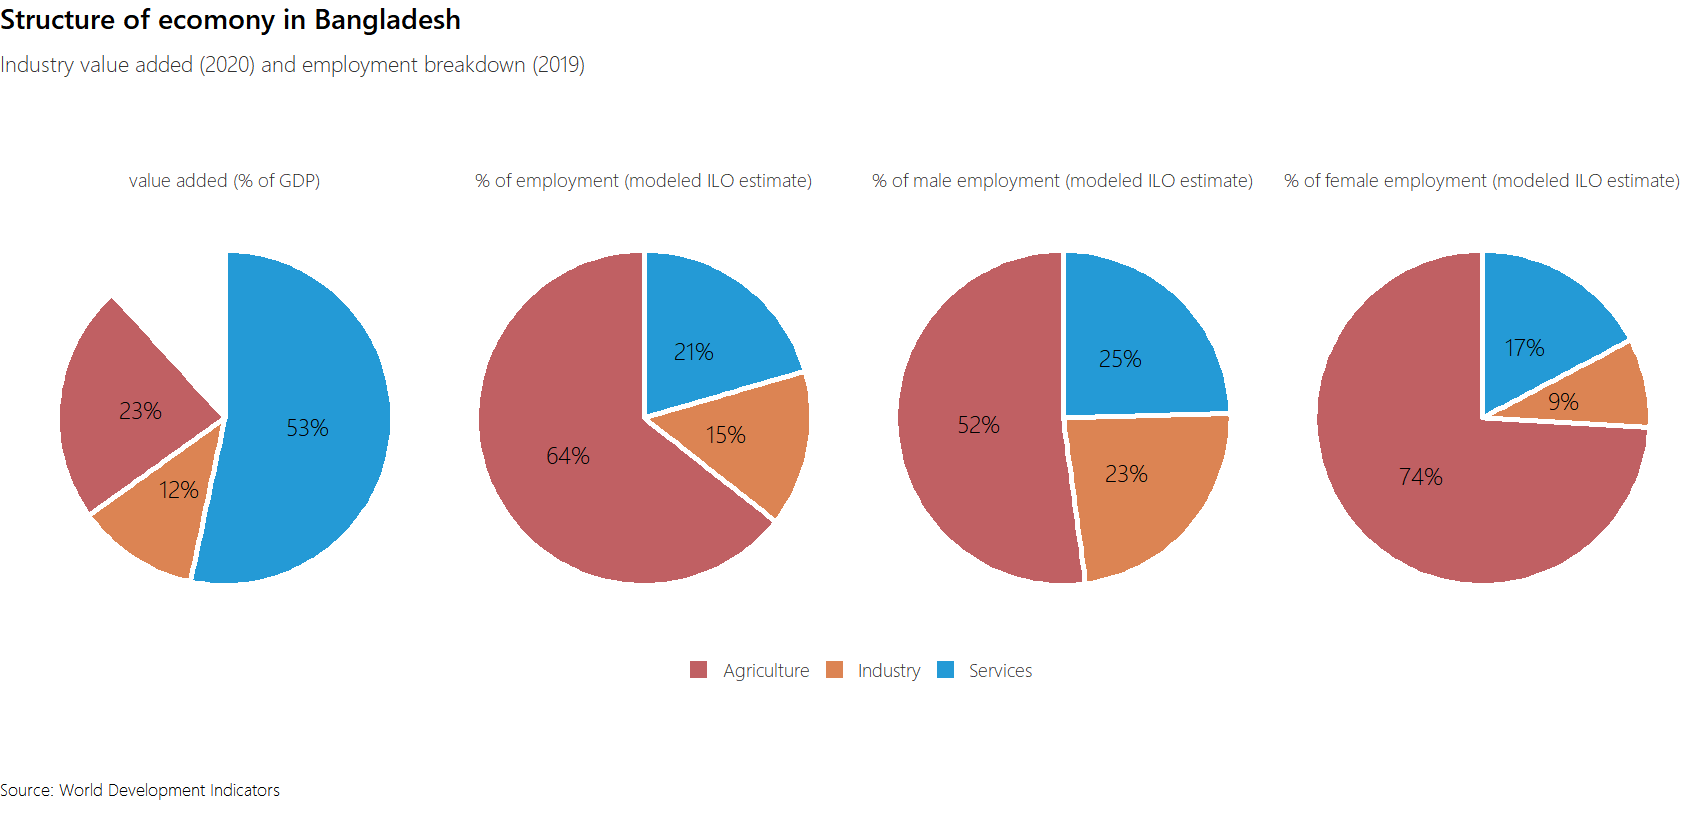 Structure of ecomony in Bangladesh
Industry value added (2020) and employment breakdown (2019)
value added (% of GDP)
% of employment (modeled ILO estimate)
% of male employment (modeled ILO estimate)
% of female employment (modeled ILO estimate)
23%
53%
12%
21%
15%
64%
25%
52%
23%
17%
9%
74%
Agriculture
Industry
Services
Source: World Development Indicators